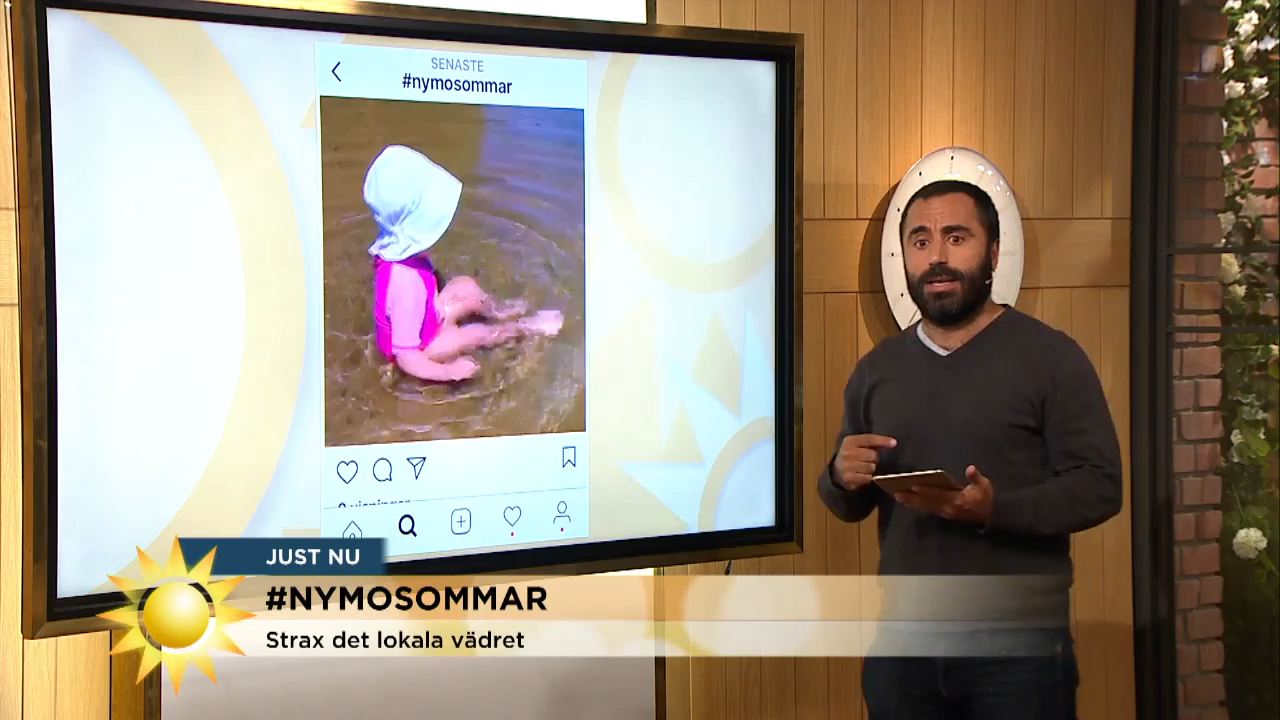 SENASTE
#nymosommar
JUST NU
#NYMOSOMMAR
Strax det lokala vädret